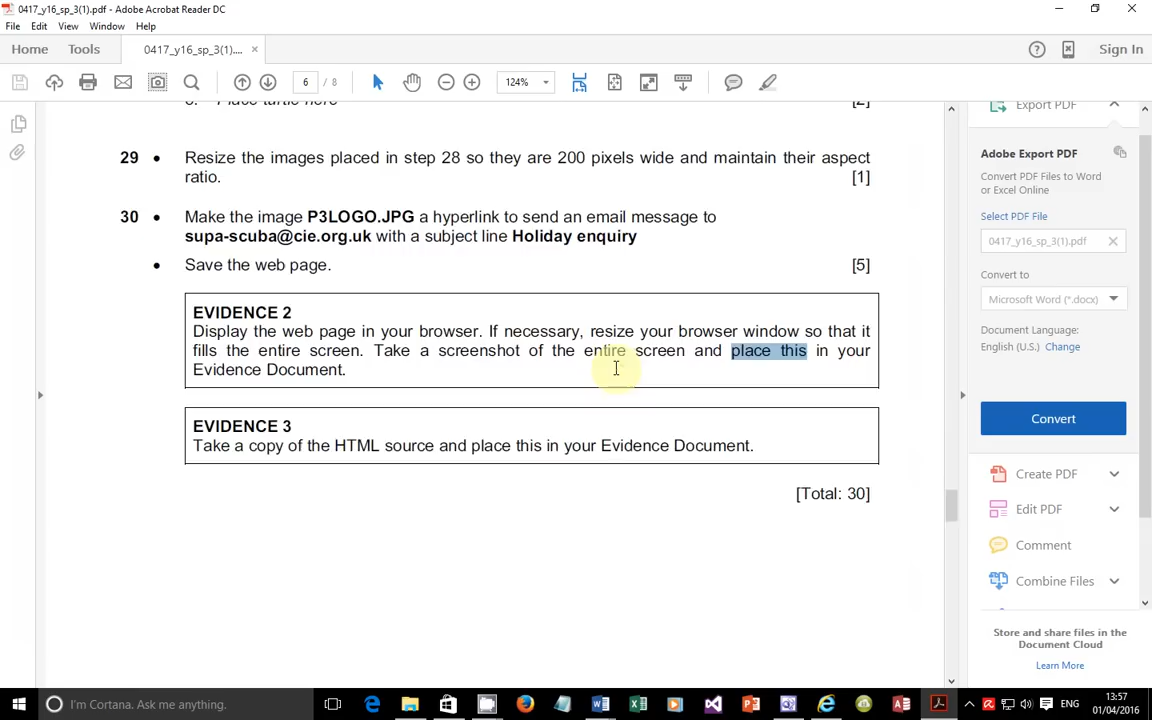 0417_y16_sp_3(1).pdf - Adobe Acrobat Reader DC
File Edit View Window Help
Home Tools 0417_y16_sp_3(1).... × Sign In
6 / 8 124%
Place turtle here [2]
29 • Resize the images placed in step 28 so they are 200 pixels wide and maintain their aspect
ratio. [1]
30 • Make the image P3LOGO.JPG a hyperlink to send an email message to
supa-scuba@cie.org.uk with a subject line Holiday enquiry
• Save the web page. [5]
EVIDENCE 2
Display the web page in your browser. If necessary, resize your browser window so that it
fills the entire screen. Take a screenshot of the entire screen and place this in your
Evidence Document.
EVIDENCE 3
Take a copy of the HTML source and place this in your Evidence Document.
[Total: 30]
Export PDF
Adobe Export PDF
Convert PDF Files to Word
or Excel Online
Select PDF File
0417_y16_sp_3(1).pdf
Convert to
Microsoft Word (*.docx)
Document Language:
English (U.S.) Change
Convert
Create PDF
Edit PDF
Comment
Combine Files
Store and share files in the
Document Cloud
Learn More
I'm Cortana. Ask me anything.
ENG
13:57
01/04/2016